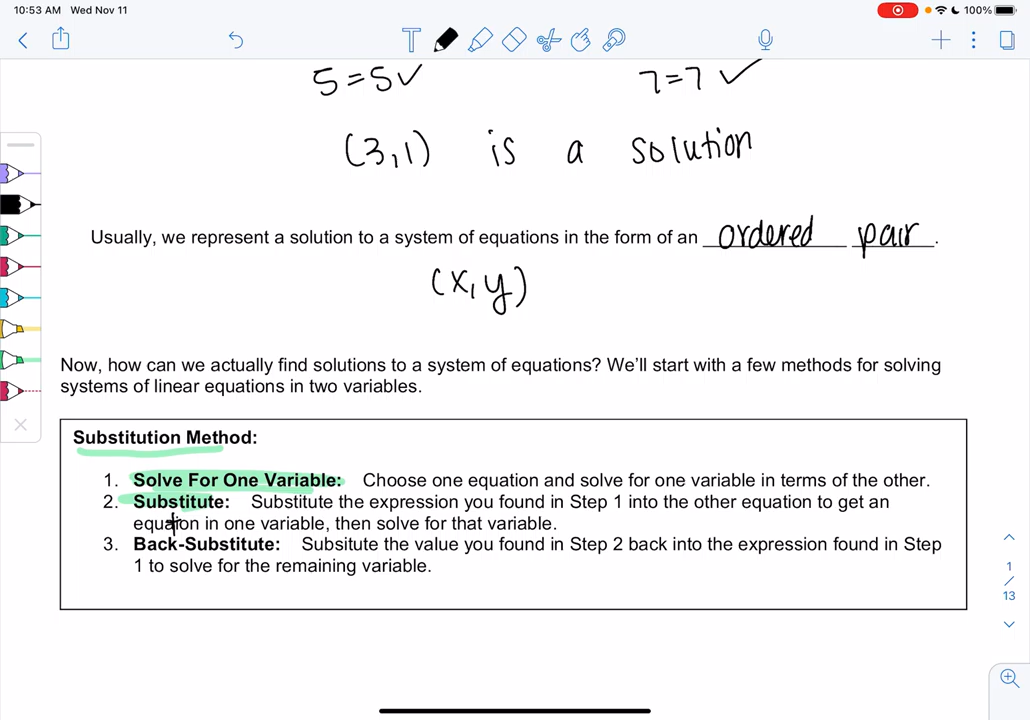 10:53 AM Wed Nov 11
100%
T
5=5✓ 7=7 ✓
(3,1) is a solution
Usually, we represent a solution to a system of equations in the form of an ordered pair.
(x,y)
Now, how can we actually find solutions to a system of equations? We'll start with a few methods for solving
systems of linear equations in two variables.
Substitution Method:
1. Solve For One Variable: Choose one equation and solve for one variable in terms of the other.
2. Substitute: Substitute the expression you found in Step 1 into the other equation to get an
equation in one variable, then solve for that variable.
3. Back-Substitute: Subsitute the value you found in Step 2 back into the expression found in Step
1 to solve for the remaining variable.
1
/
13